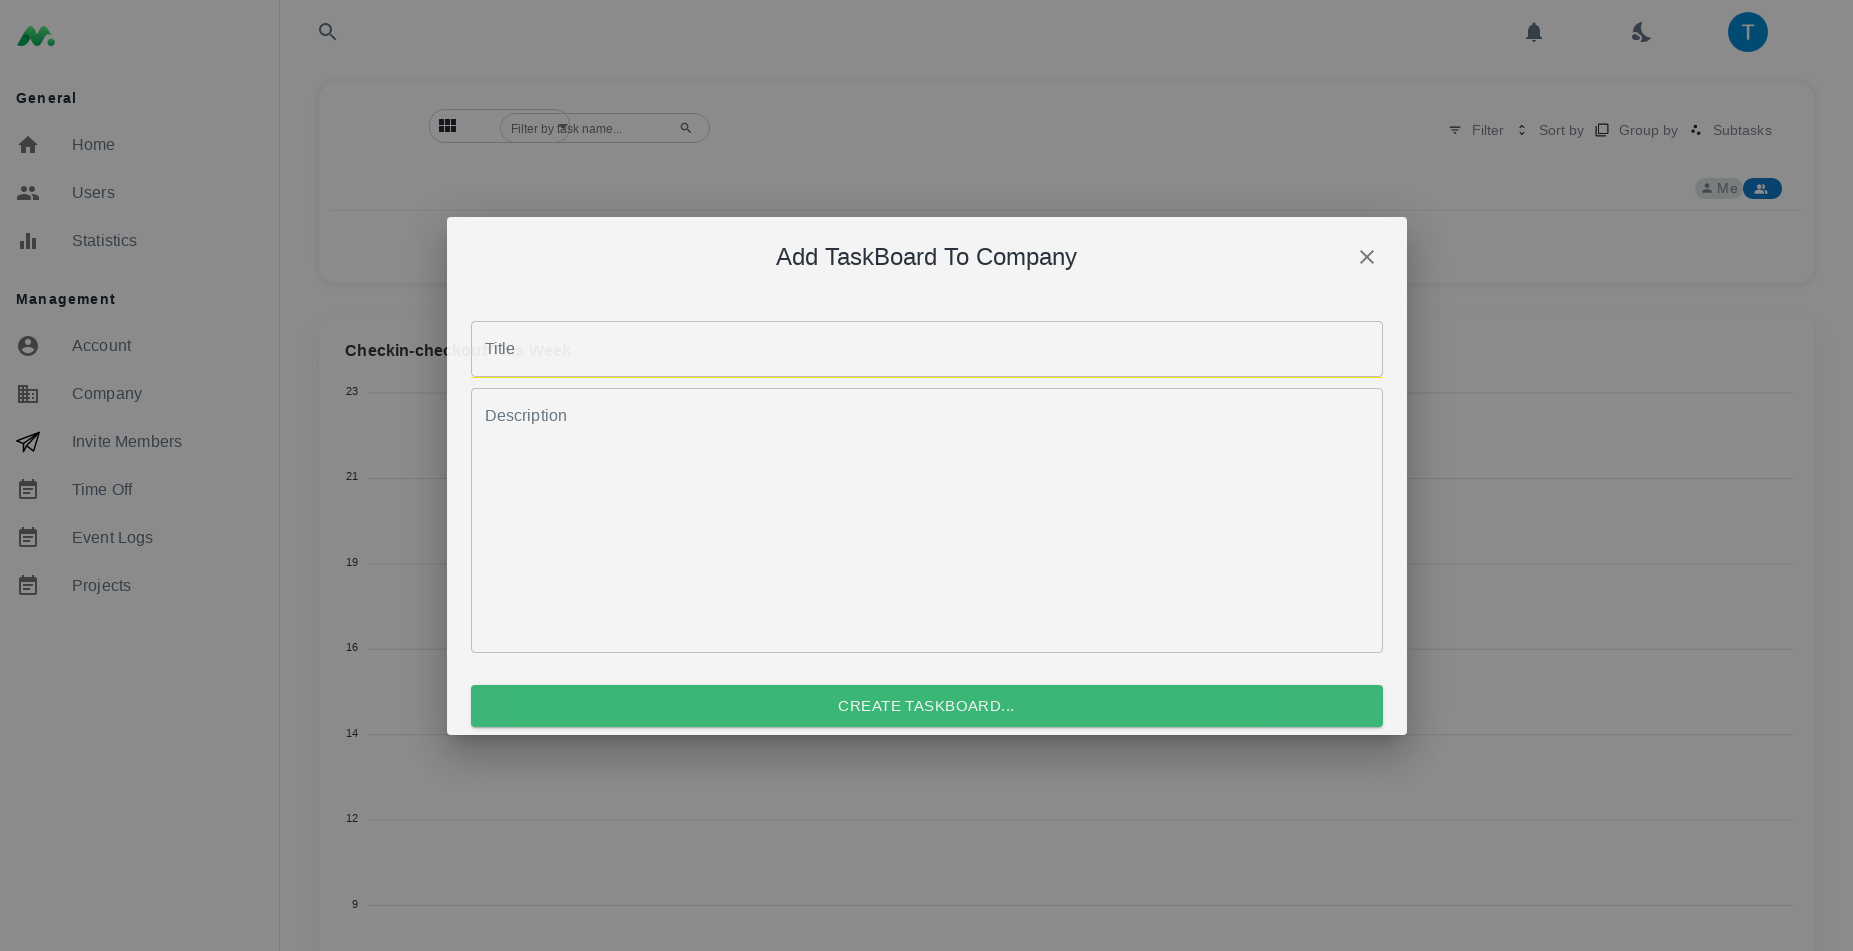 T
General
Home
Users
Statistics
Management
Account
Company
Invite Members
Time Off
Event Logs
Projects
Filter by task name...
Filter
Sort by
Group by
Subtasks
Me
Add TaskBoard To Company
Checkin-checkout This Week
Title
Description
CREATE TASKBOARD...
23
21
19
16
14
12
9